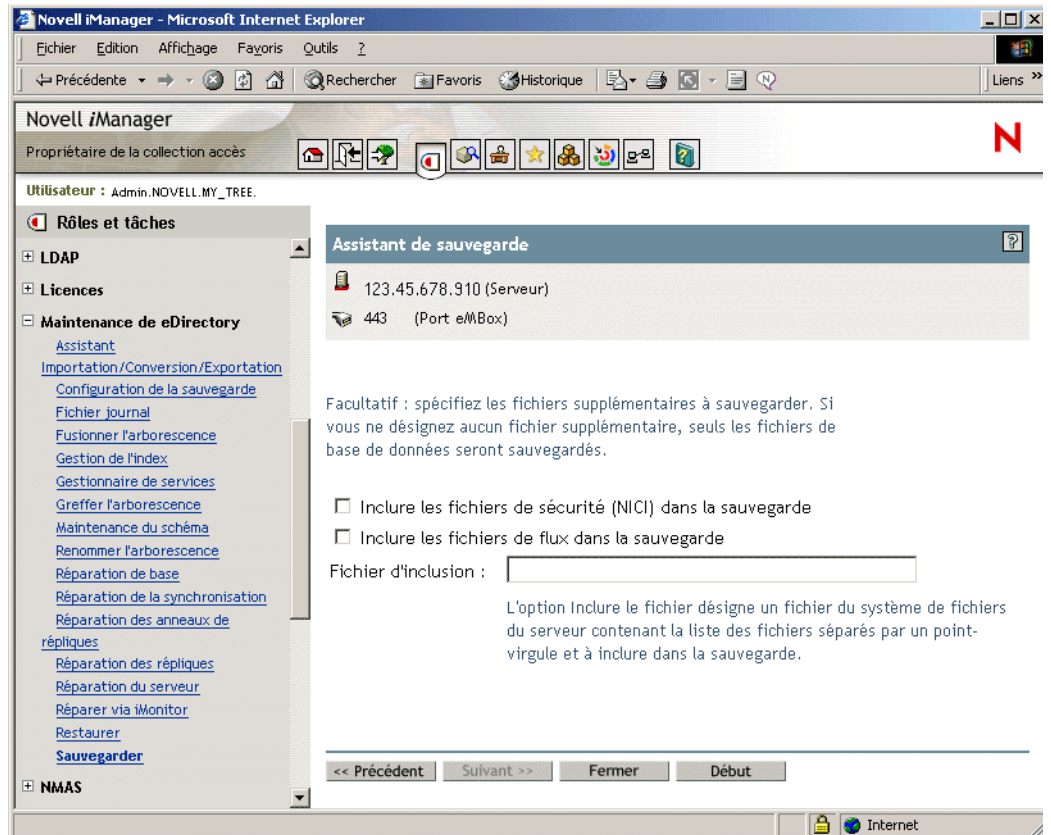 Novell iManager - Microsoft Internet Explorer
Fichier Edition Affichage Favoris Outils ?
Précédente Rechercher Favoris Historique Liens »
Novell iManager
Propriétaire de la collection accès
N
Utilisateur : Admin.NOVELL.MY_TREE.
Rôles et tâches
LDAP
Licences
Maintenance de eDirectory
Assistant
Importation/Conversion/Exportation
Configuration de la sauvegarde
Fichier journal
Fusionner l'arborescence
Gestion de l'index
Gestionnaire de services
Greffer l'arborescence
Maintenance du schéma
Renommer l'arborescence
Réparation de base
Réparation de la synchronisation
Réparation des anneaux de
répliques
Réparation des répliques
Réparation du serveur
Réparer via iMonitor
Restaurer
Sauvegarder
NMAS
Assistant de sauvegarde
?
123.45.678.910 (Serveur)
443 (Port eMBox)
Facultatif : spécifiez les fichiers supplémentaires à sauvegarder. Si
vous ne désignez aucun fichier supplémentaire, seuls les fichiers de
base de données seront sauvegardés.
Inclure les fichiers de sécurité (NICI) dans la sauvegarde
Inclure les fichiers de flux dans la sauvegarde
Fichier d'inclusion :
L'option Inclure le fichier désigne un fichier du système de fichiers
du serveur contenant la liste des fichiers séparés par un point-
virgule et à inclure dans la sauvegarde.
<< Précédent Suivant >> Fermer Début
Internet